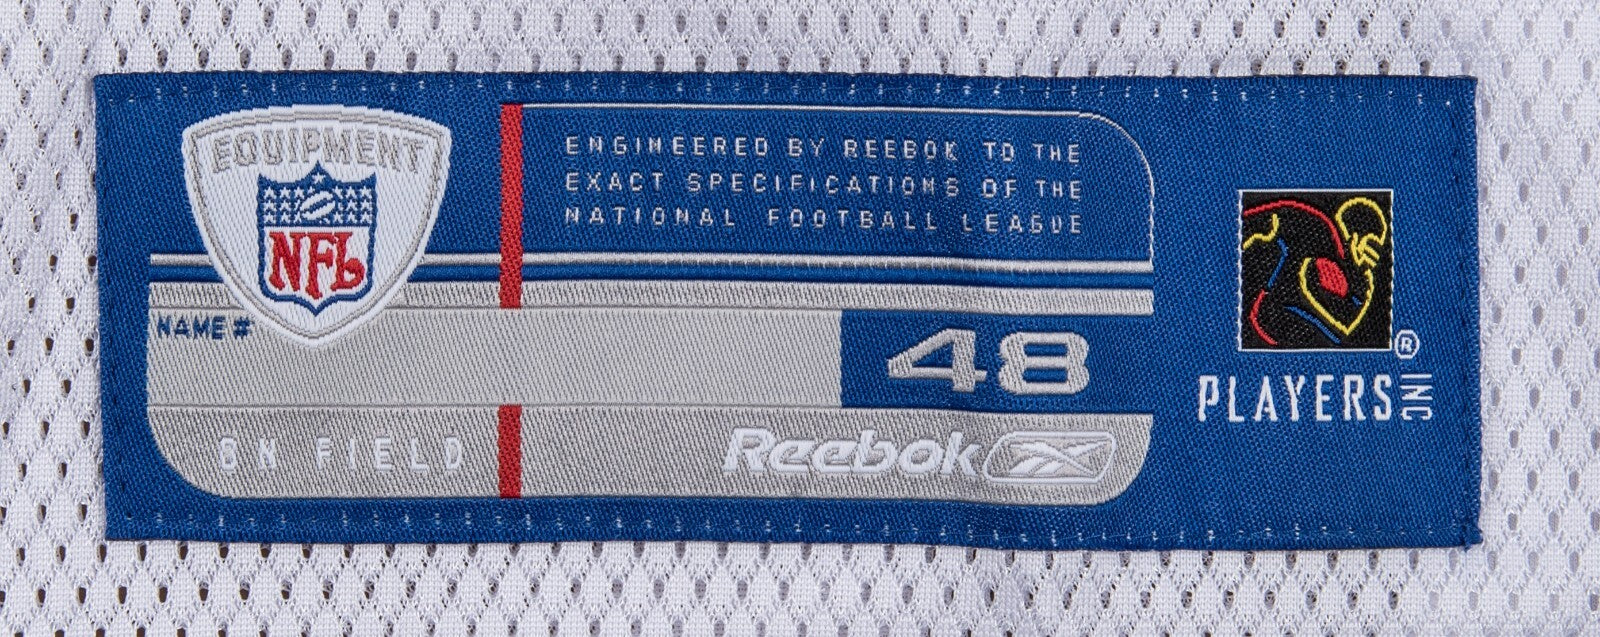 EQUIPMENT
NFL
ENGINEERED BY REEBOK TO THE
EXACT SPECIFICATIONS OF THE
NATIONAL FOOTBALL LEAGUE
NAME #
48
ON FIELD
Reebok
®
PLAYERS INC